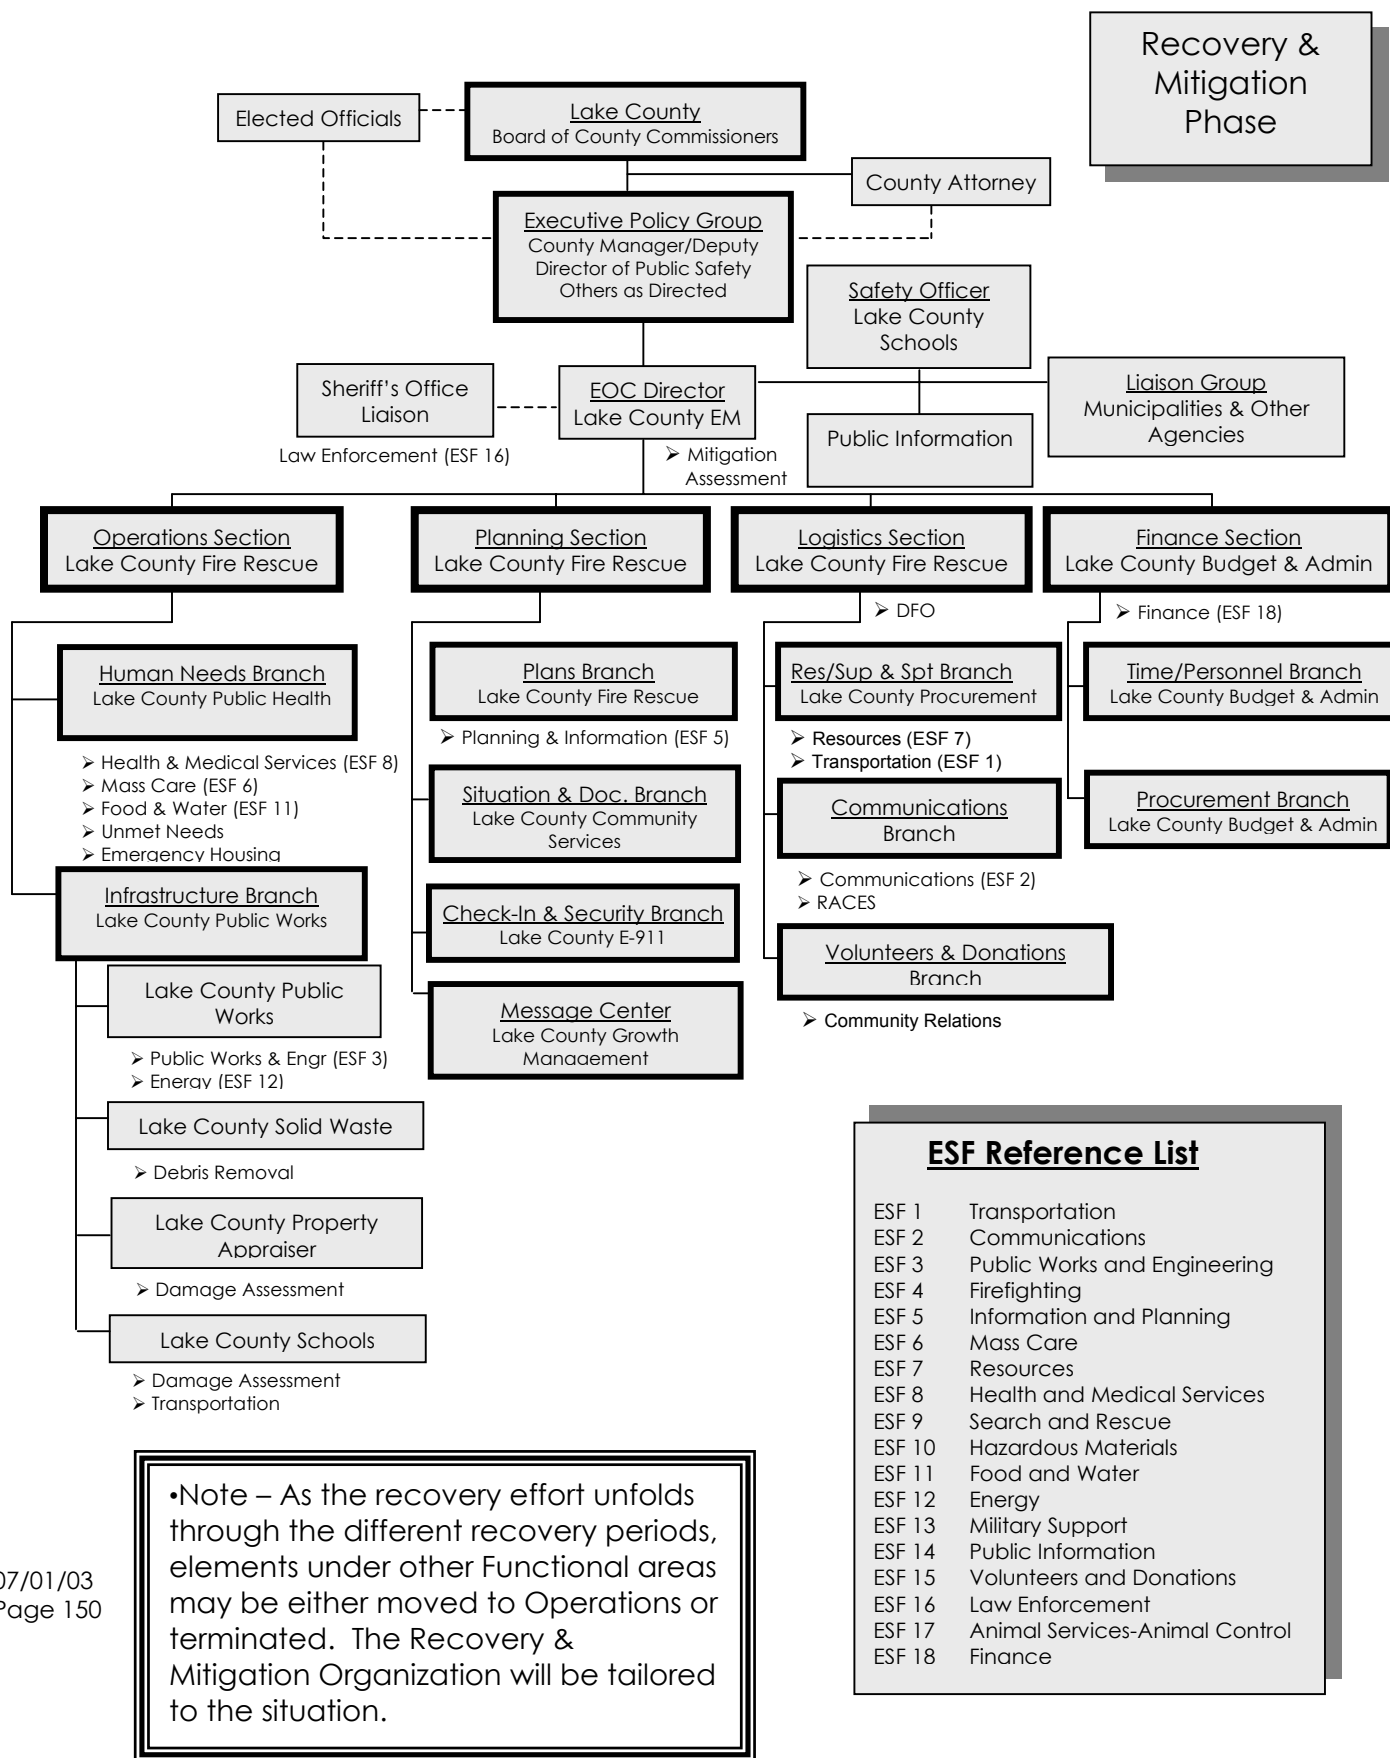 Recovery &
Mitigation
Phase
Elected Officials
Lake County
Board of County Commissioners
County Attorney
Executive Policy Group
County Manager/Deputy
Director of Public Safety
Others as Directed
Safety Officer
Lake County
Schools
Sheriff's Office
Liaison
Law Enforcement (ESF 16)
EOC Director
Lake County EM
➢ Mitigation
Assessment
Public Information
Liaison Group
Municipalities & Other
Agencies
Operations Section
Lake County Fire Rescue
Planning Section
Lake County Fire Rescue
Logistics Section
Lake County Fire Rescue
Finance Section
Lake County Budget & Admin
➢ DFO
➢ Finance (ESF 18)
Human Needs Branch
Lake County Public Health
➢ Health & Medical Services (ESF 8)
➢ Mass Care (ESF 6)
➢ Food & Water (ESF 11)
➢ Unmet Needs
➢ Emergency Housing
Infrastructure Branch
Lake County Public Works
Lake County Public
Works
➢ Public Works & Engr (ESF 3)
➢ Energy (ESF 12)
Lake County Solid Waste
➢ Debris Removal
Lake County Property
Appraiser
➢ Damage Assessment
Lake County Schools
➢ Damage Assessment
➢ Transportation
Plans Branch
Lake County Fire Rescue
➢ Planning & Information (ESF 5)
Situation & Doc. Branch
Lake County Community
Services
Check-In & Security Branch
Lake County E-911
Message Center
Lake County Growth
Management
Res/Sup & Spt Branch
Lake County Procurement
➢ Resources (ESF 7)
➢ Transportation (ESF 1)
Communications
Branch
➢ Communications (ESF 2)
➢ RACES
Volunteers & Donations
Branch
➢ Community Relations
Time/Personnel Branch
Lake County Budget & Admin
Procurement Branch
Lake County Budget & Admin
ESF Reference List
ESF 1 Transportation
ESF 2 Communications
ESF 3 Public Works and Engineering
ESF 4 Firefighting
ESF 5 Information and Planning
ESF 6 Mass Care
ESF 7 Resources
ESF 8 Health and Medical Services
ESF 9 Search and Rescue
ESF 10 Hazardous Materials
ESF 11 Food and Water
ESF 12 Energy
ESF 13 Military Support
ESF 14 Public Information
ESF 15 Volunteers and Donations
ESF 16 Law Enforcement
ESF 17 Animal Services-Animal Control
ESF 18 Finance
•Note – As the recovery effort unfolds
through the different recovery periods,
elements under other Functional areas
may be either moved to Operations or
terminated. The Recovery &
Mitigation Organization will be tailored
to the situation.
07/01/03
Page 150